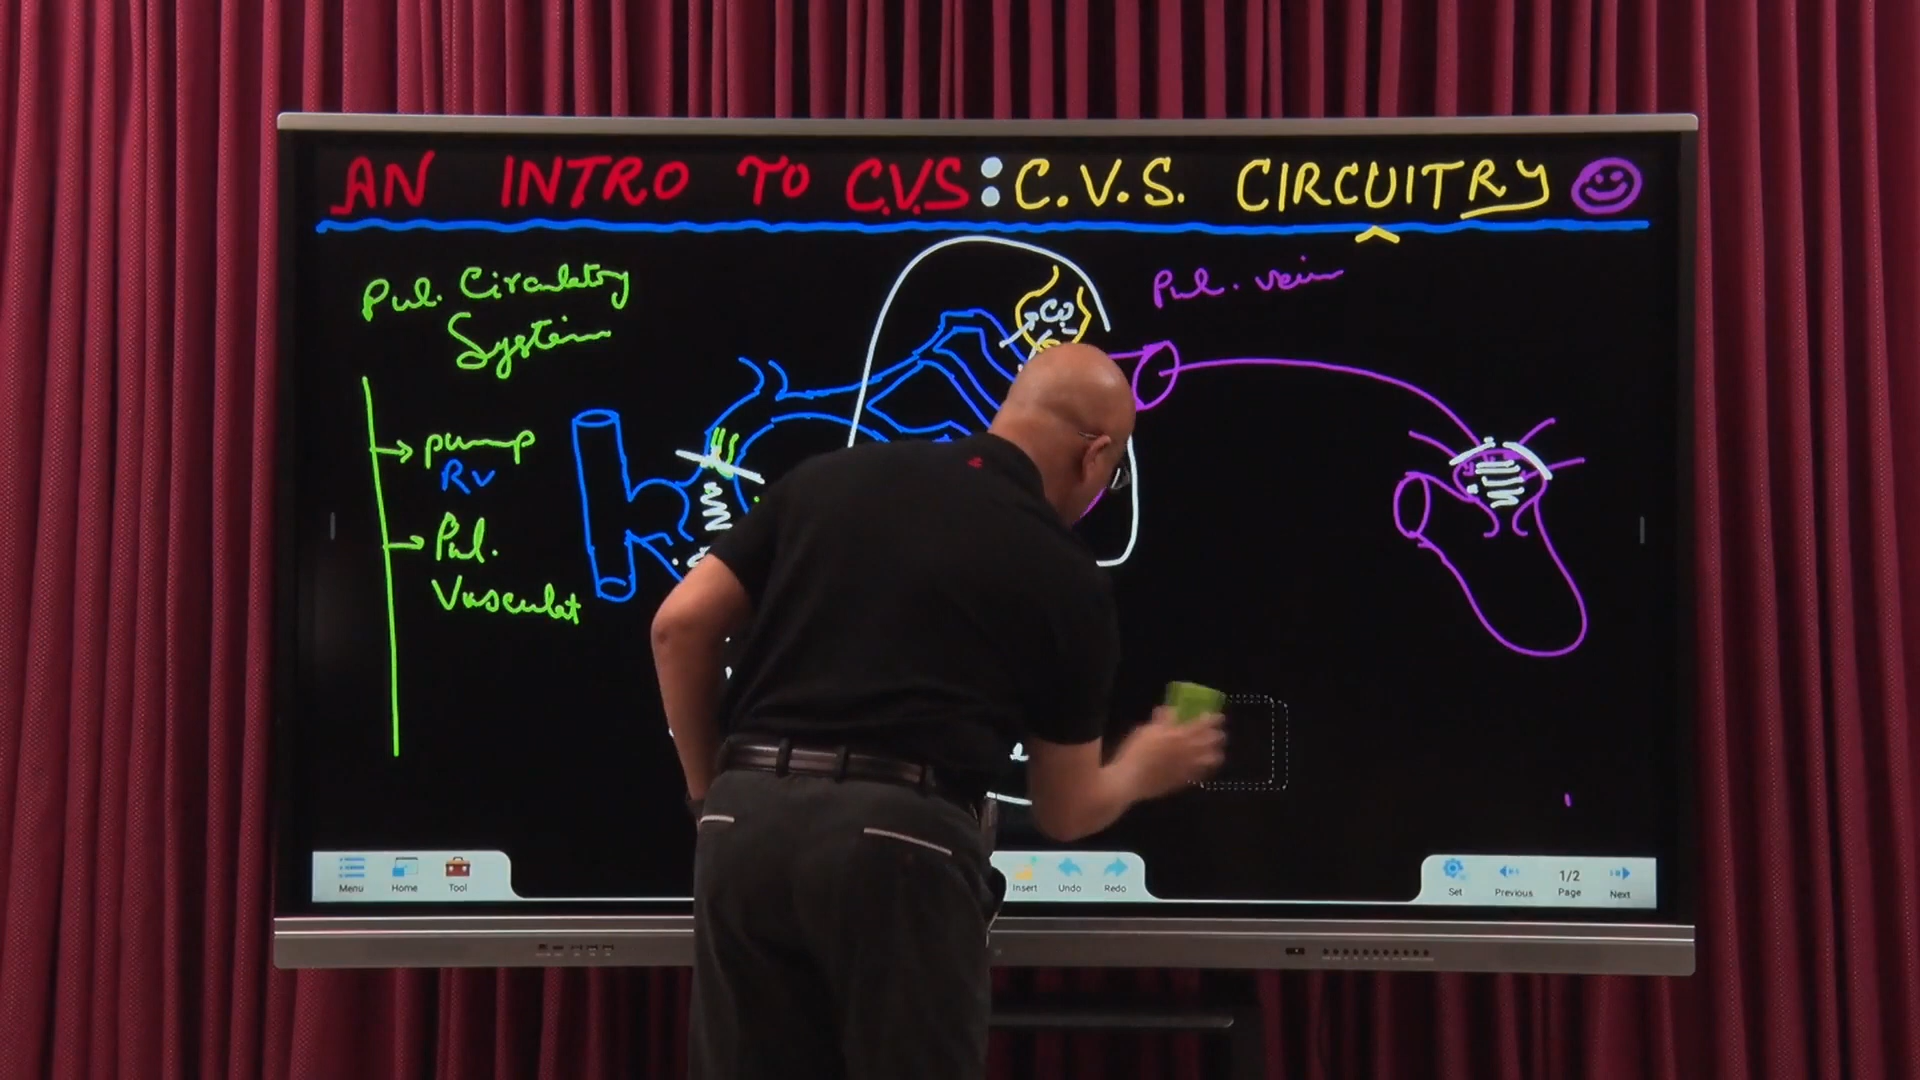 AN INTRO TO C.V.S : C.V.S. CIRCUITRY
Pul. Circulatory
System
Pul. vein
pump
RV
Pul.
Vasculat
Menu
Home
Tool
Insert
Undo
Redo
Set
Previous
1/2
Page
Next